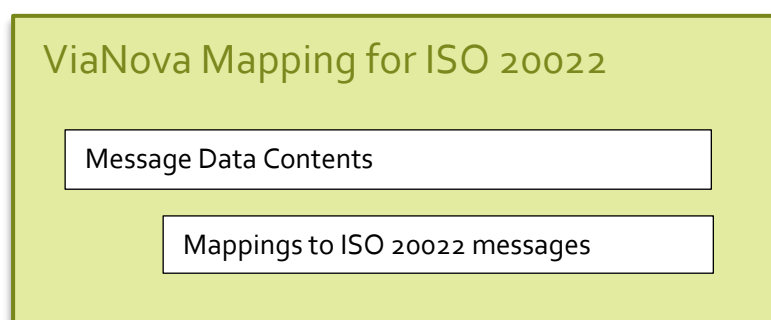 ViaNova Mapping for ISO 20022
Message Data Contents
Mappings to ISO 20022 messages